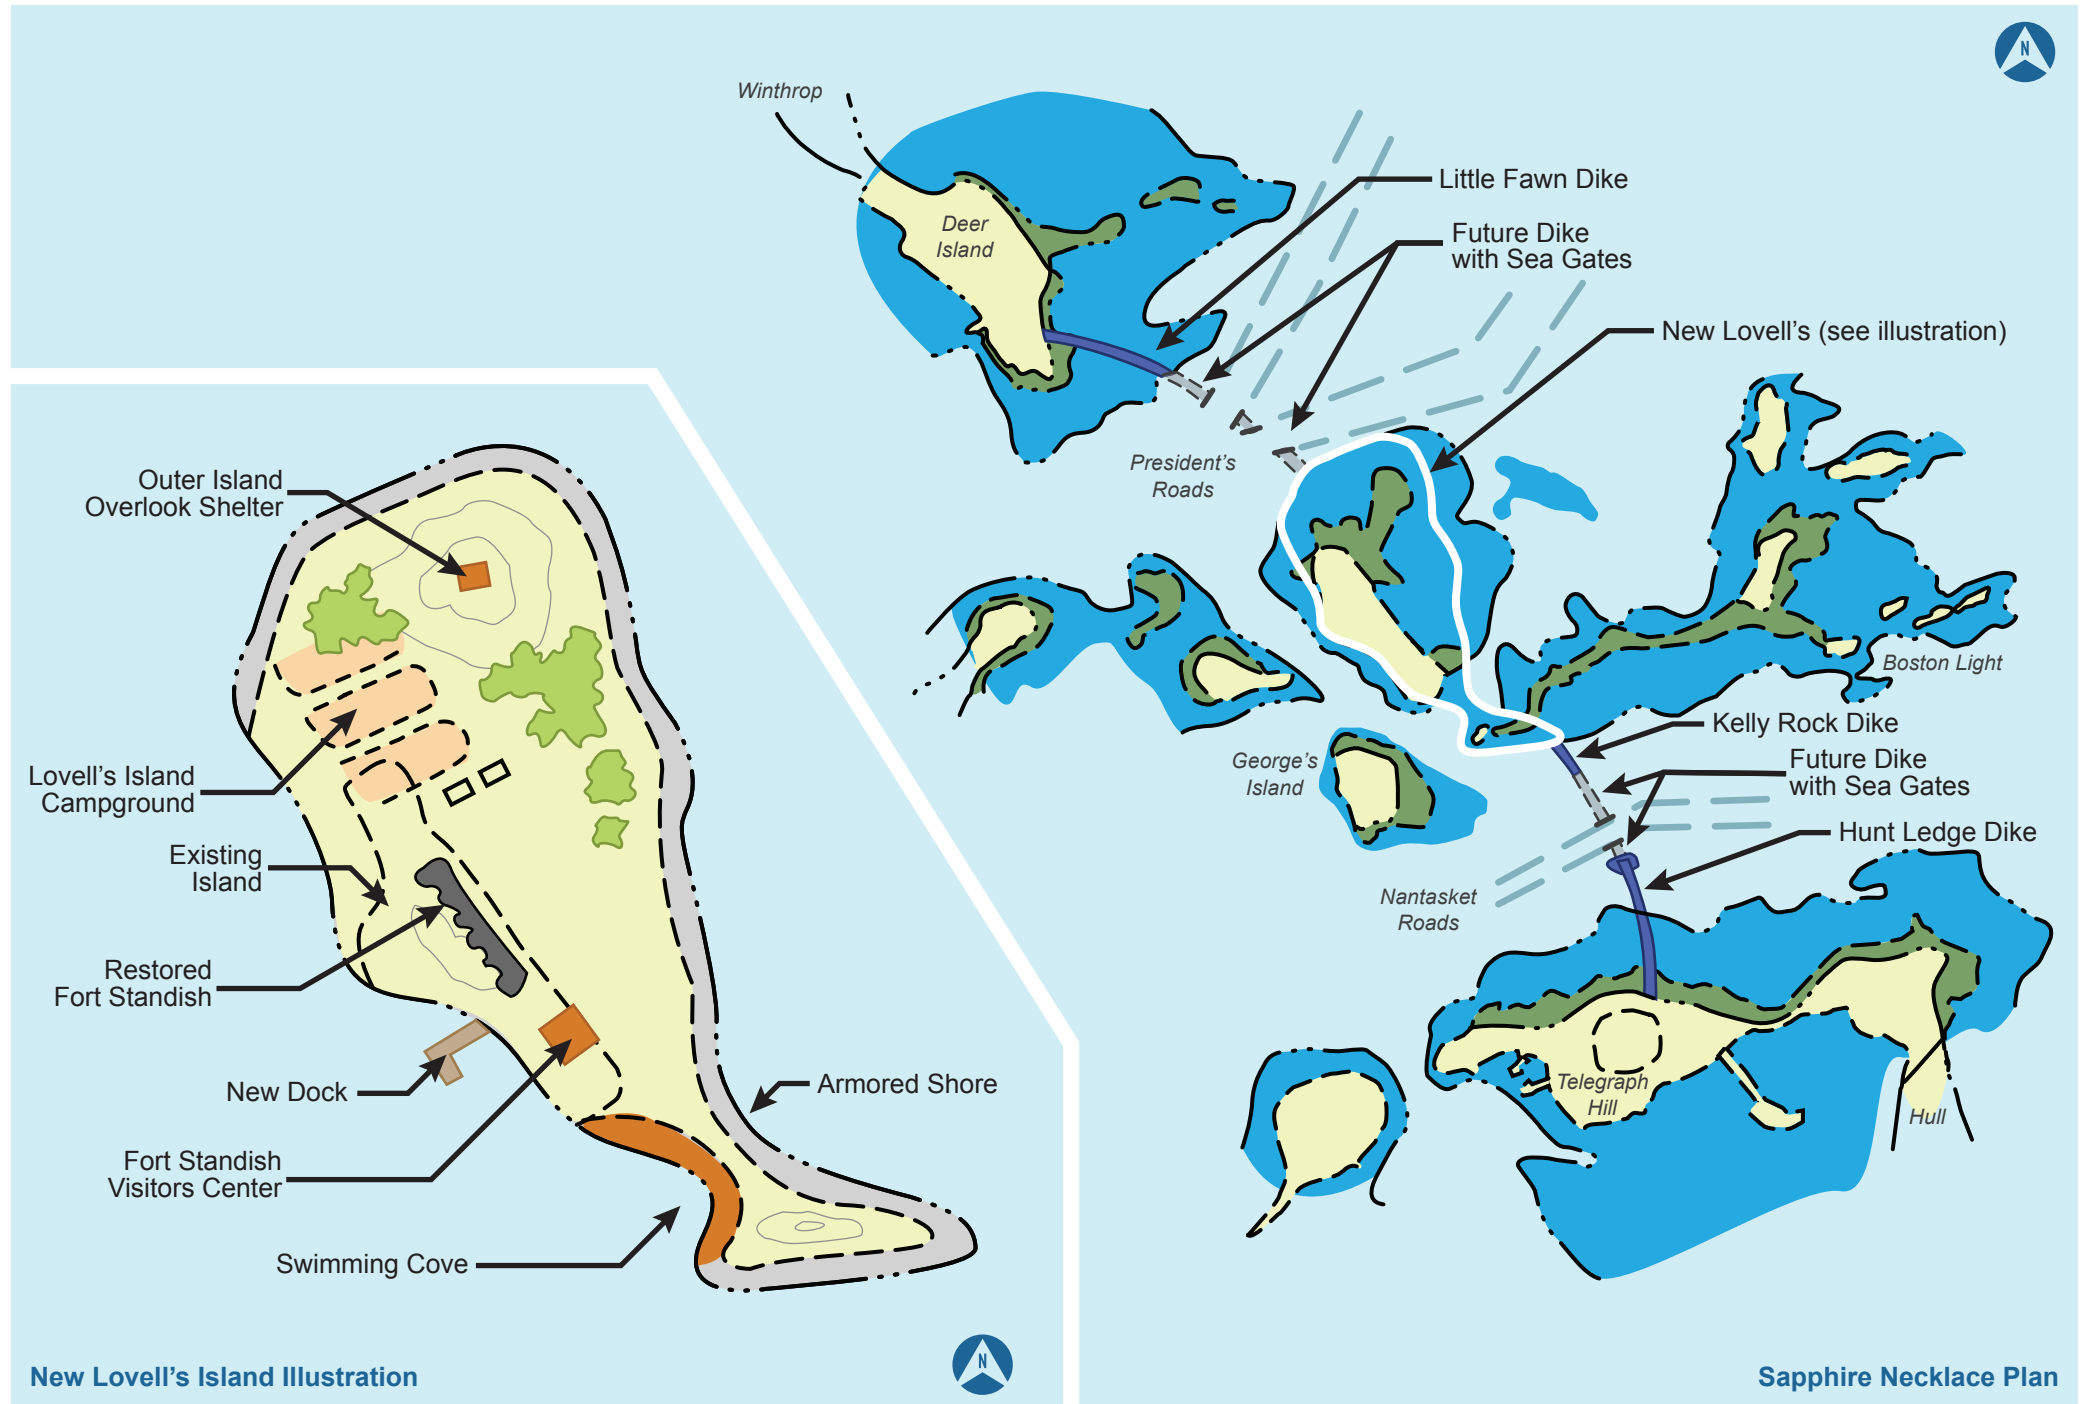 N
Winthrop
Little Fawn Dike
Deer
Island
Future Dike
with Sea Gates
New Lovell's (see illustration)
President's
Roads
Boston Light
Kelly Rock Dike
George's
Island
Future Dike
with Sea Gates
Hunt Ledge Dike
Nantasket
Roads
Telegraph
Hill
Hull
Sapphire Necklace Plan
Outer Island
Overlook Shelter
Lovell's Island
Campground
Existing
Island
Restored
Fort Standish
New Dock
Armored Shore
Fort Standish
Visitors Center
Swimming Cove
N
New Lovell's Island Illustration